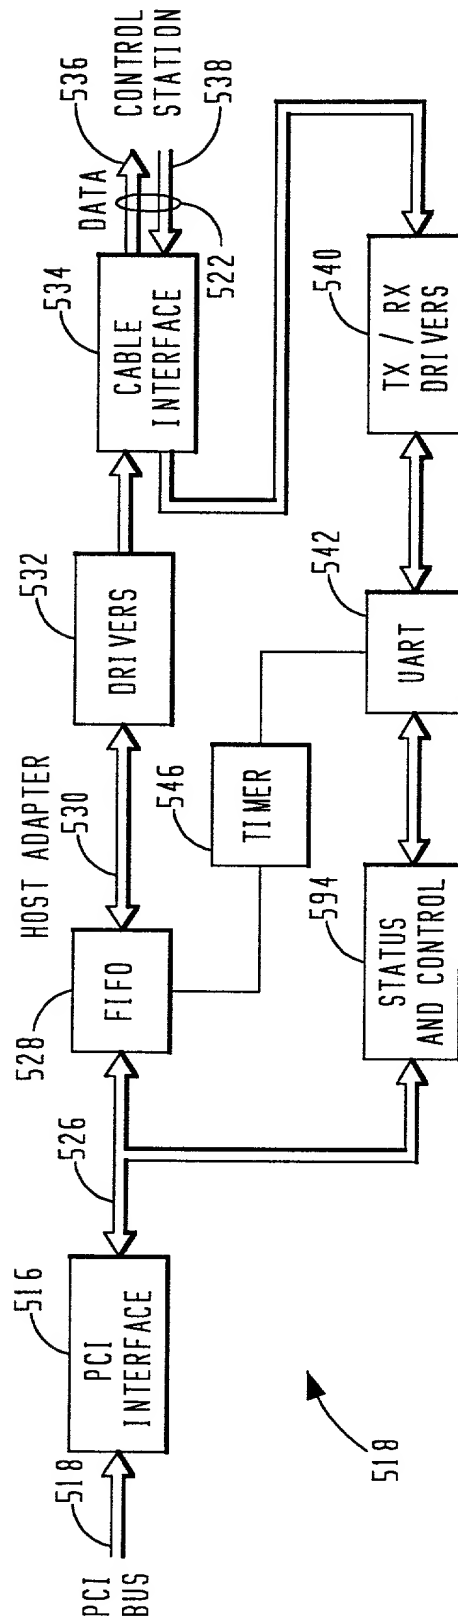 PCI
BUS
518
516
PCI
INTERFACE
526
528
FIFO
HOST ADAPTER
530
532
DRIVERS
534
CABLE
INTERFACE
DATA
536
CONTROL
STATION
538
522
546
TIMER
594
STATUS
AND CONTROL
542
UART
540
TX / RX
DRIVERS
518